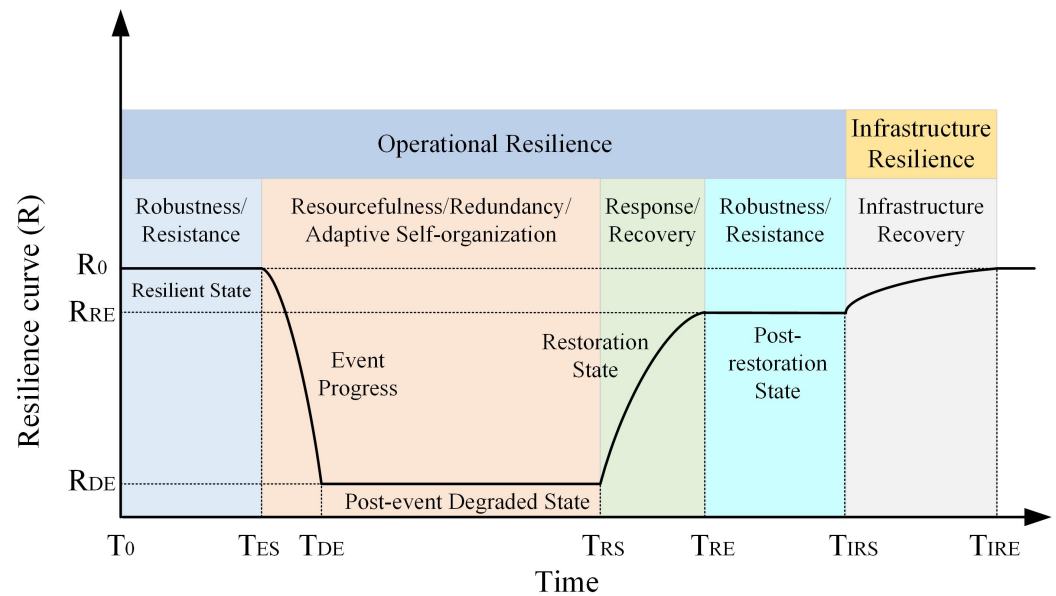 Operational Resilience
Infrastructure
Resilience
Robustness/
Resistance
Resourcefulness/Redundancy/
Adaptive Self-organization
Response/
Recovery
Robustness/
Resistance
Infrastructure
Recovery
Resilience curve (R)
R0
RRE
RDE
Resilient State
Event
Progress
Restoration
State
Post-
restoration
State
Post-event Degraded State
T0
TES
TDE
TRS
TRE
TIRS
TIRE
Time